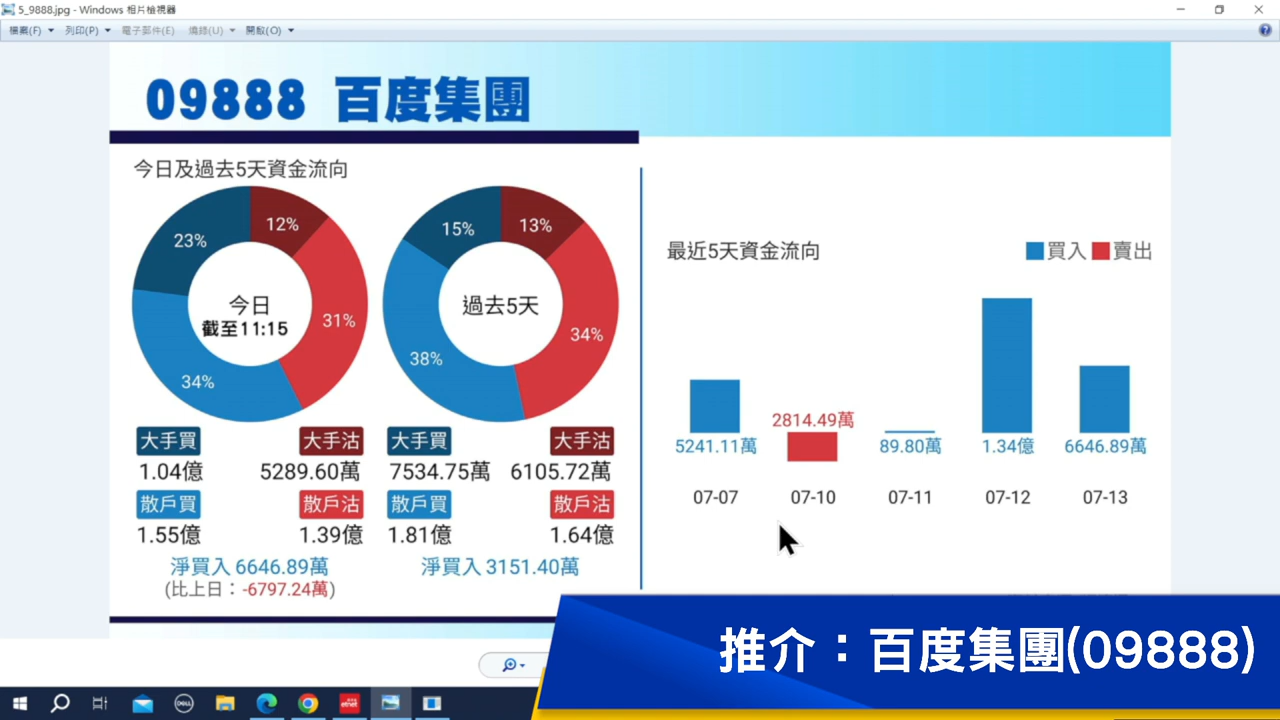 5_9888.jpg - Windows 相片檢視器
檔案(F) 列印(P) 電子郵件(E) 燒錄(U) 開啟(O)
09888 百度集團
今日及過去5天資金流向
12%
23%
31%
34%
今日
截至11:15
13%
15%
34%
38%
過去5天
大手買 大手沽 大手買 大手沽
1.04億 5289.60萬 7534.75萬 6105.72萬
散戶買 散戶沽 散戶買 散戶沽
1.55億 1.39億 1.81億 1.64億
淨買入 6646.89萬 淨買入 3151.40萬
(比上日：-6797.24萬)
最近5天資金流向 買入 賣出
2814.49萬
5241.11萬 89.80萬 1.34億 6646.89萬
07-07 07-10 07-11 07-12 07-13
推介：百度集團(09888)
DELL
etnet